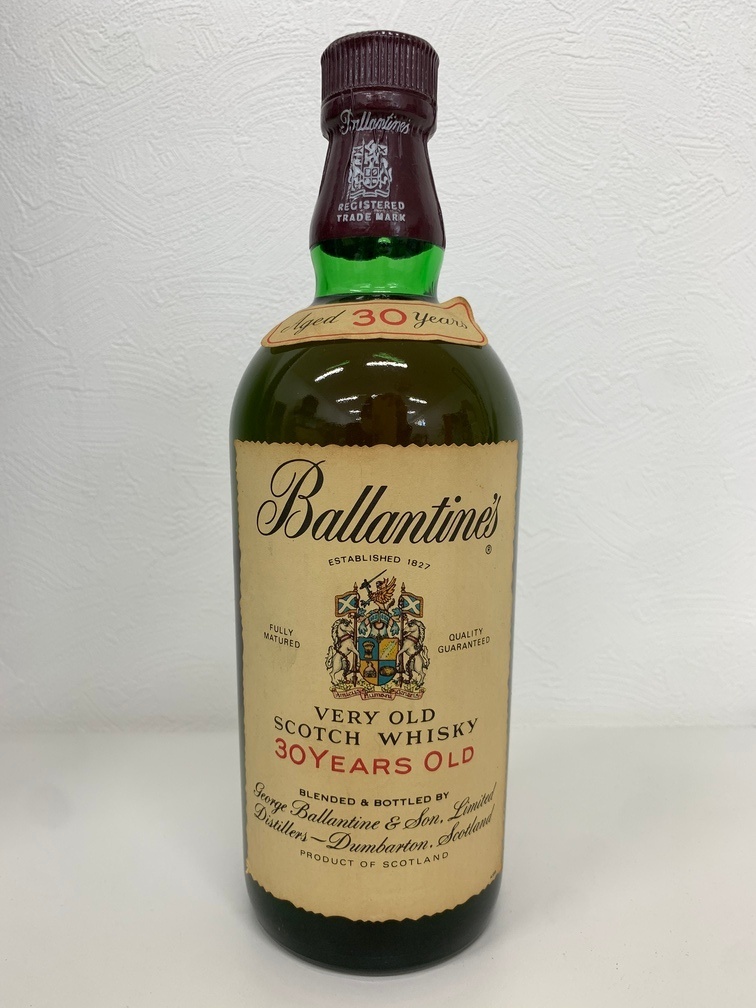 Ballantine's
REGISTERED
TRADE MARK
Aged 30 Years
Ballantine's
®
ESTABLISHED 1827
FULLY
MATURED
QUALITY
GUARANTEED
VERY OLD
SCOTCH WHISKY
30 YEARS OLD
BLENDED & BOTTLED BY
George Ballantine & Son, Limited
Distillers — Dumbarton, Scotland
PRODUCT OF SCOTLAND